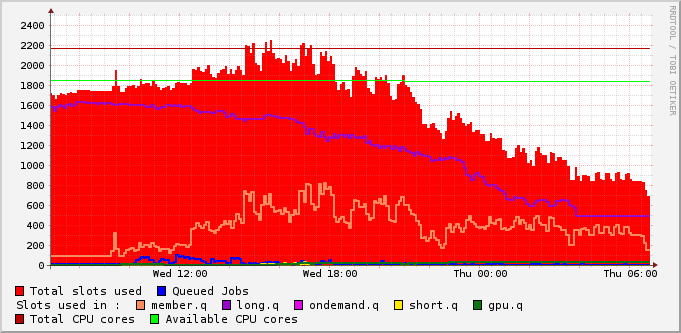 RRDTOOL / TOBI OETIKER
2400
2200
2000
1800
1600
1400
1200
1000
800
600
400
200
0
Wed 12:00 Wed 18:00 Thu 00:00 Thu 06:00
Total slots used Queued Jobs
Slots used in : member.q long.q ondemand.q short.q gpu.q
Total CPU cores Available CPU cores